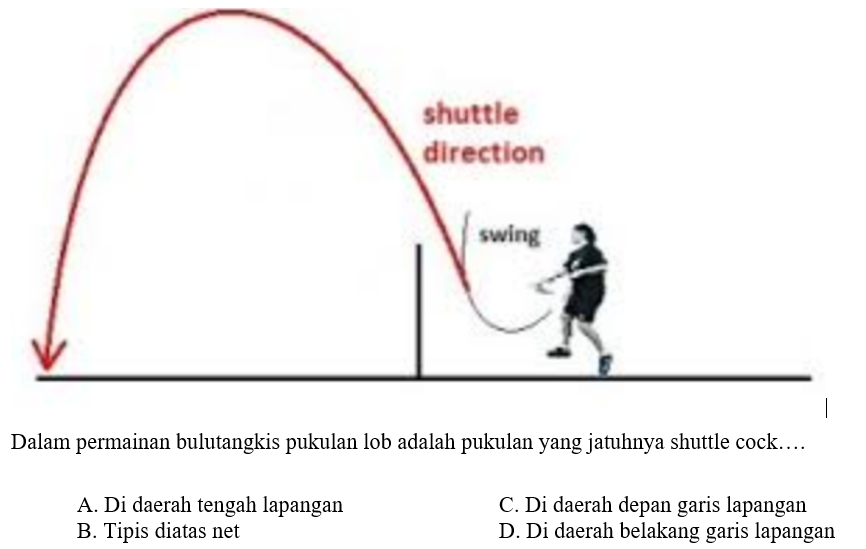 shuttle
direction
swing
Dalam permainan bulutangkis pukulan lob adalah pukulan yang jatuhnya shuttle cock….
A. Di daerah tengah lapangan
B. Tipis diatas net
C. Di daerah depan garis lapangan
D. Di daerah belakang garis lapangan